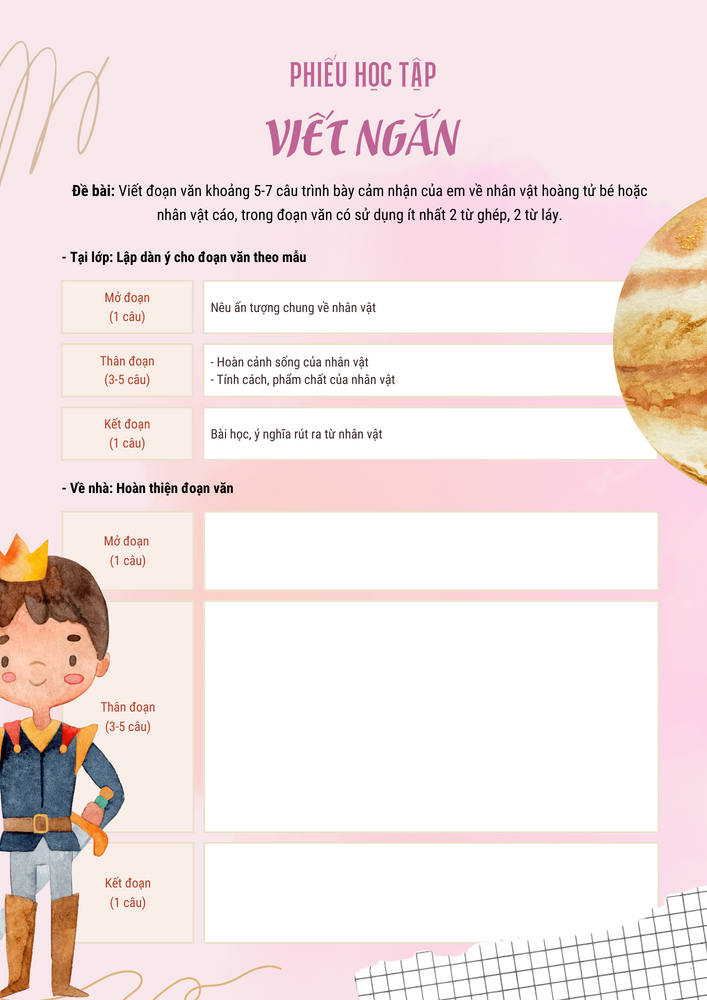 PHIẾU HỌC TẬP
VIẾT NGẮN
Đề bài: Viết đoạn văn khoảng 5-7 câu trình bày cảm nhận của em về nhân vật hoàng tử bé hoặc
nhân vật cáo, trong đoạn văn có sử dụng ít nhất 2 từ ghép, 2 từ láy.
- Tại lớp: Lập dàn ý cho đoạn văn theo mẫu
Mở đoạn
(1 câu)
Nêu ấn tượng chung về nhân vật
Thân đoạn
(3-5 câu)
- Hoàn cảnh sống của nhân vật
- Tính cách, phẩm chất của nhân vật
Kết đoạn
(1 câu)
Bài học, ý nghĩa rút ra từ nhân vật
- Về nhà: Hoàn thiện đoạn văn
Mở đoạn
(1 câu)
Thân đoạn
(3-5 câu)
Kết đoạn
(1 câu)